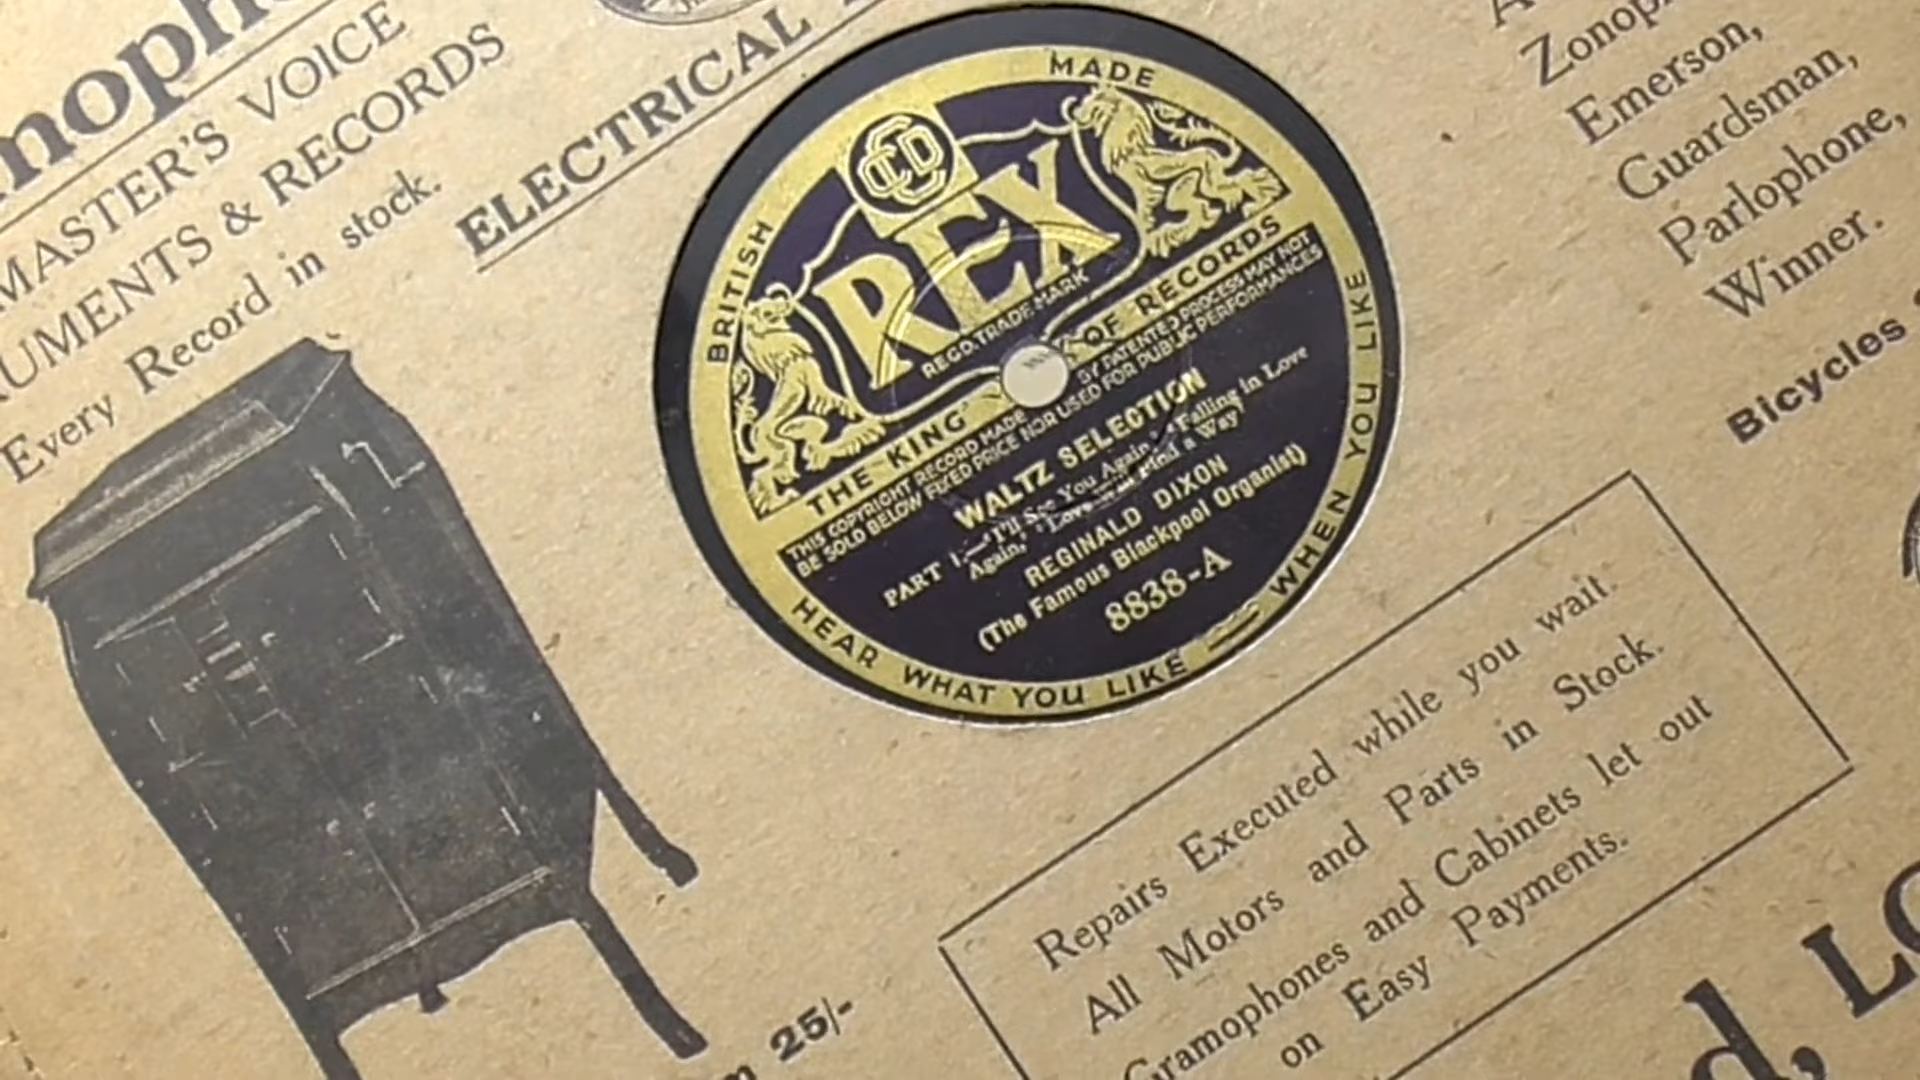 MASTER'S VOICE
& RECORDS
Every Record in stock.
ELECTRICAL
BRITISH MADE
REX
REGD. TRADE MARK
THE KING OF RECORDS
THIS COPYRIGHT RECORD MADE BY PATENTED PROCESS MAY NOT
BE SOLD BELOW FIXED PRICE NOR USED FOR PUBLIC PERFORMANCES
WALTZ SELECTION
PART 1.—"I'll See You Again," "Falling in Love
Again," "Love will Find a Way"
REGINALD DIXON
(The Famous Blackpool Organist)
8838-A
HEAR WHAT YOU LIKE — WHEN YOU LIKE
Emerson,
Guardsman,
Parlophone,
Winner.
Bicycles
Repairs Executed while you wait.
All Motors and Parts in Stock.
Gramophones and Cabinets let out
on Easy Payments.
25/-